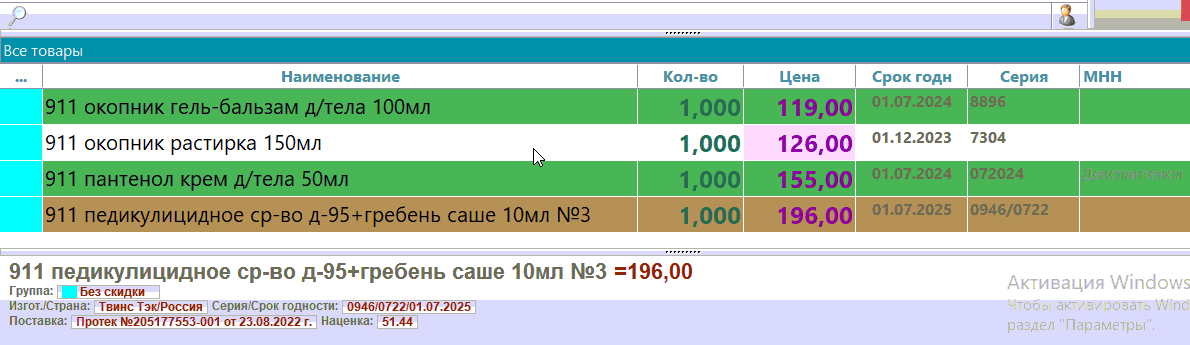 Все товары
... Наименование Кол-во Цена Срок годн Серия МНН
911 окопник гель-бальзам д/тела 100мл 1,000 119,00 01.07.2024 8896
911 окопник растирка 150мл 1,000 126,00 01.12.2023 7304
911 пантенол крем д/тела 50мл 1,000 155,00 01.07.2024 072024
911 педикулицидное ср-во д-95+гребень саше 10мл №3 1,000 196,00 01.07.2025 0946/0722
911 педикулицидное ср-во д-95+гребень саше 10мл №3 =196,00
Группа: Без скидки
Изгот./Страна: Твинс Тэк/Россия Серия/Срок годности: 0946/0722/01.07.2025
Поставка: Протек №205177553-001 от 23.08.2022 г. Наценка: 51.44
Активация Windows
Чтобы активировать Wind
раздел "Параметры".